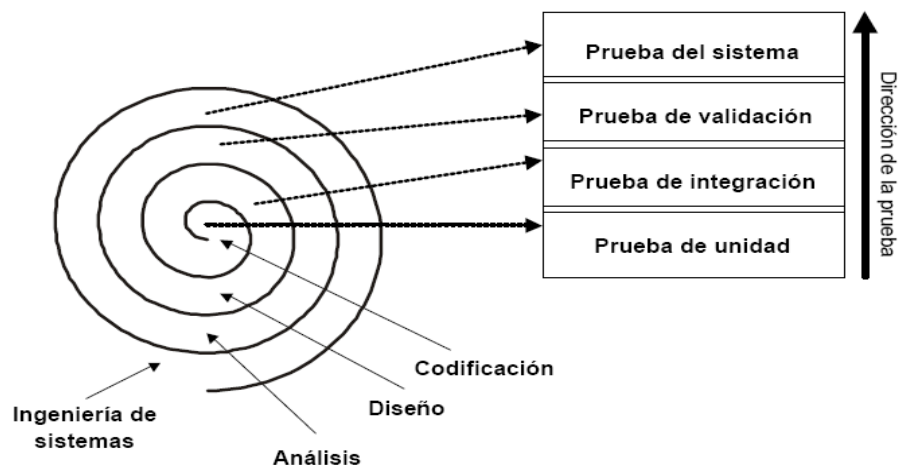 Prueba del sistema
Prueba de validación
Prueba de integración
Prueba de unidad
Dirección de la prueba
Codificación
Diseño
Ingeniería de
sistemas
Análisis